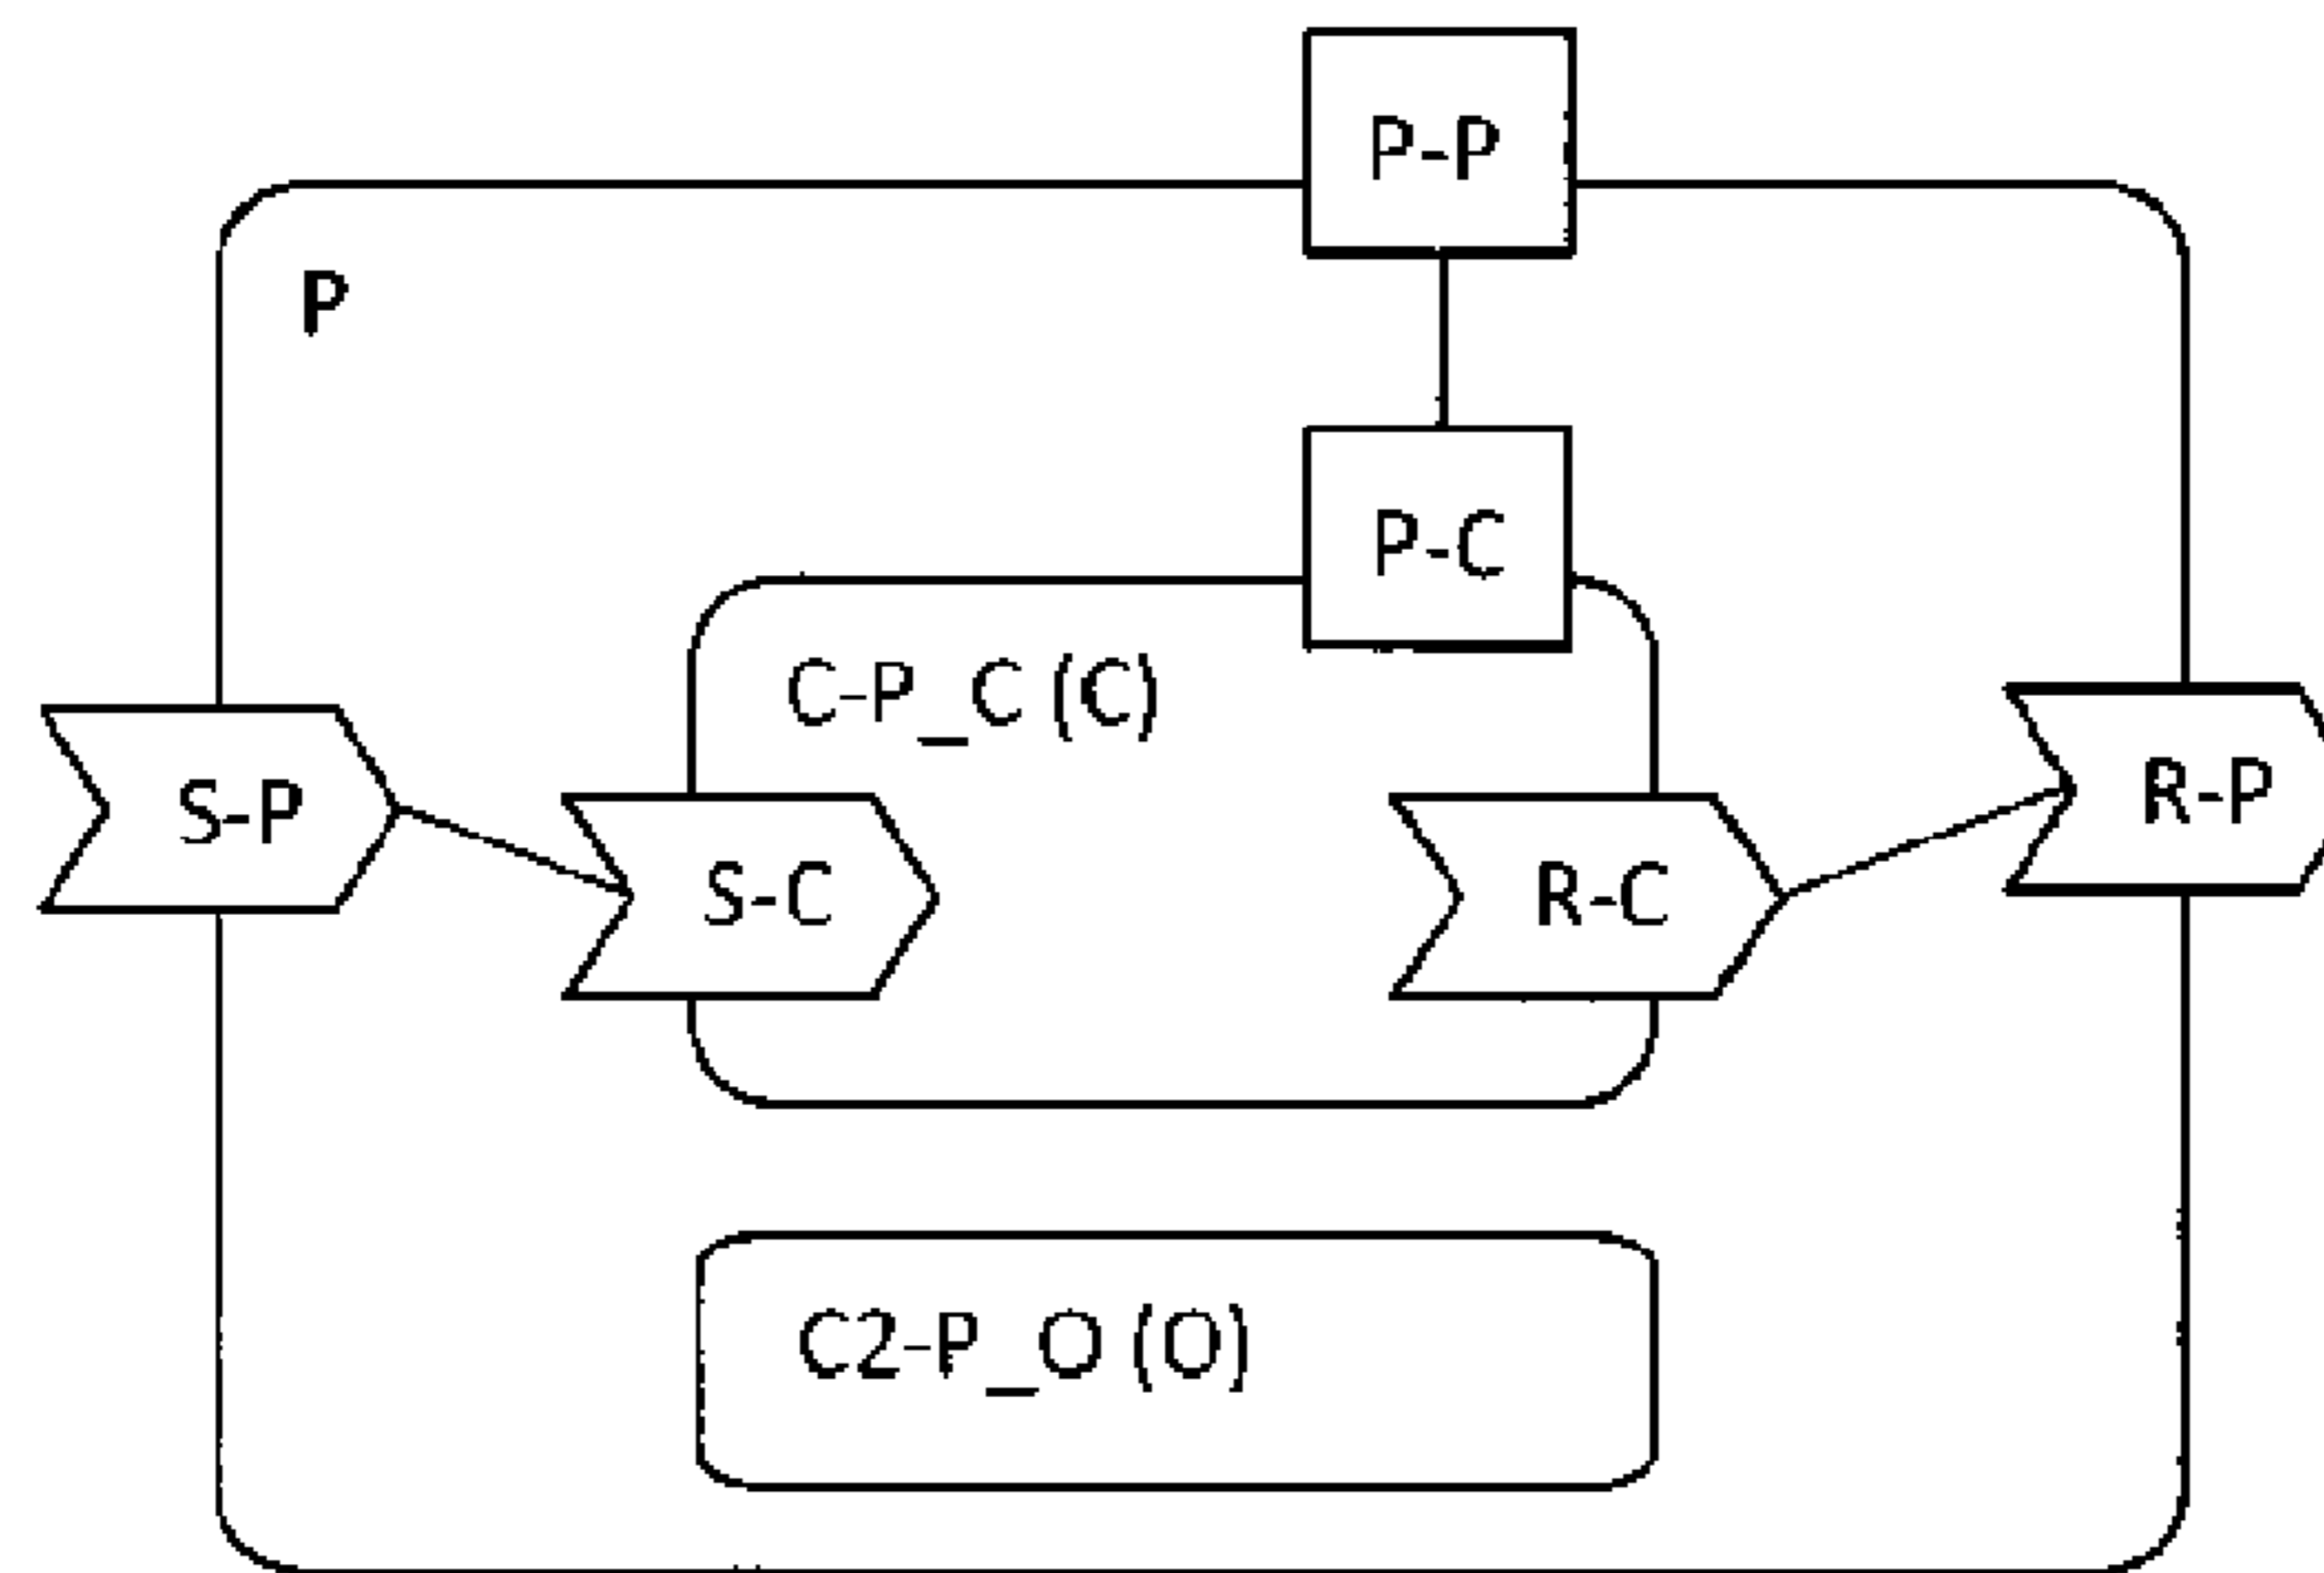 P-P
P
P-C
C-P_C (C)
S-P
R-P
S-C
R-C
C2-P_O (O)